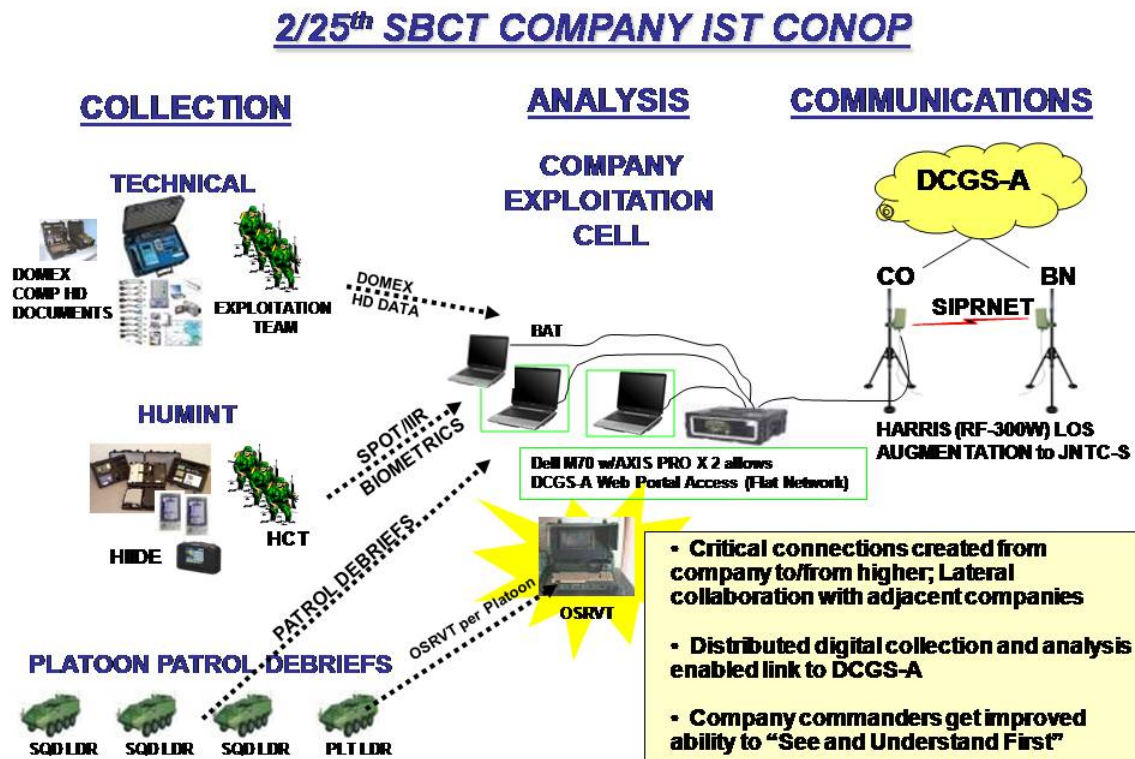 2/25th SBCT COMPANY IST CONOP
COLLECTION
TECHNICAL
DOMEX
COMP HD
DOCUMENTS
EXPLOITATION
TEAM
DOMEX
HD DATA
HUMINT
HIIDE
HCT
SPOT/IIR
BIOMETRICS
PLATOON PATROL DEBRIEFS
SQD LDR
SQD LDR
SQD LDR
PLT LDR
PATROL DEBRIEFS
OSRVT per Platoon
ANALYSIS
COMPANY
EXPLOITATION
CELL
BAT
Dell M70 w/AXIS PRO X 2 allows
DCGS-A Web Portal Access (Flat Network)
OSRVT
COMMUNICATIONS
DCGS-A
CO
BN
SIPRNET
HARRIS (RF-300W) LOS
AUGMENTATION to JNTC-S
• Critical connections created from
company to/from higher; Lateral
collaboration with adjacent companies
• Distributed digital collection and analysis
enabled link to DCGS-A
• Company commanders get improved
ability to “See and Understand First”